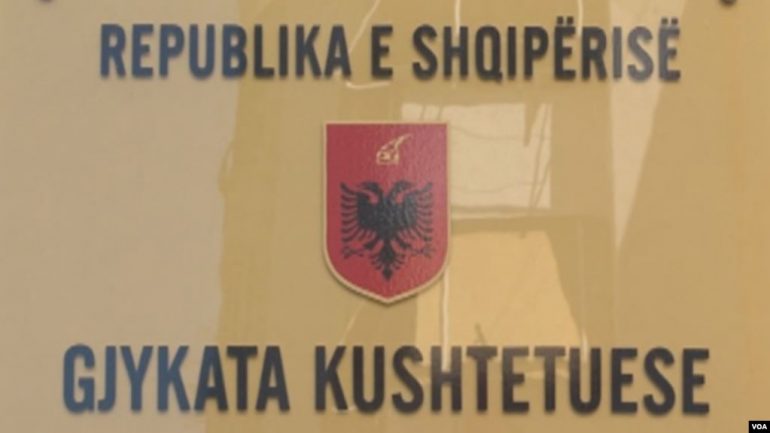 REPUBLIKA E SHQIPËRISË
GJYKATA KUSHTETUESE
VOA